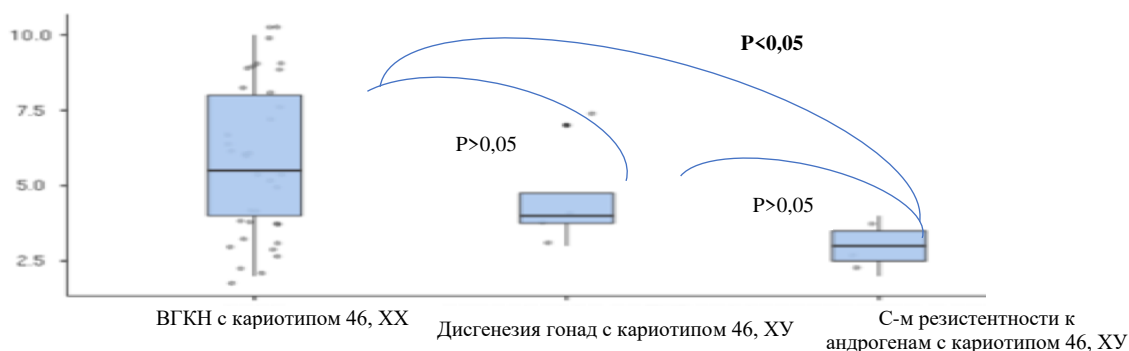 10.0
P<0,05
7.5
P>0,05
5.0
P>0,05
2.5
ВГКН с кариотипом 46, ХХ
Дисгенезия гонад с кариотипом 46, ХУ
С-м резистентности к
андрогенам с кариотипом 46, ХУ